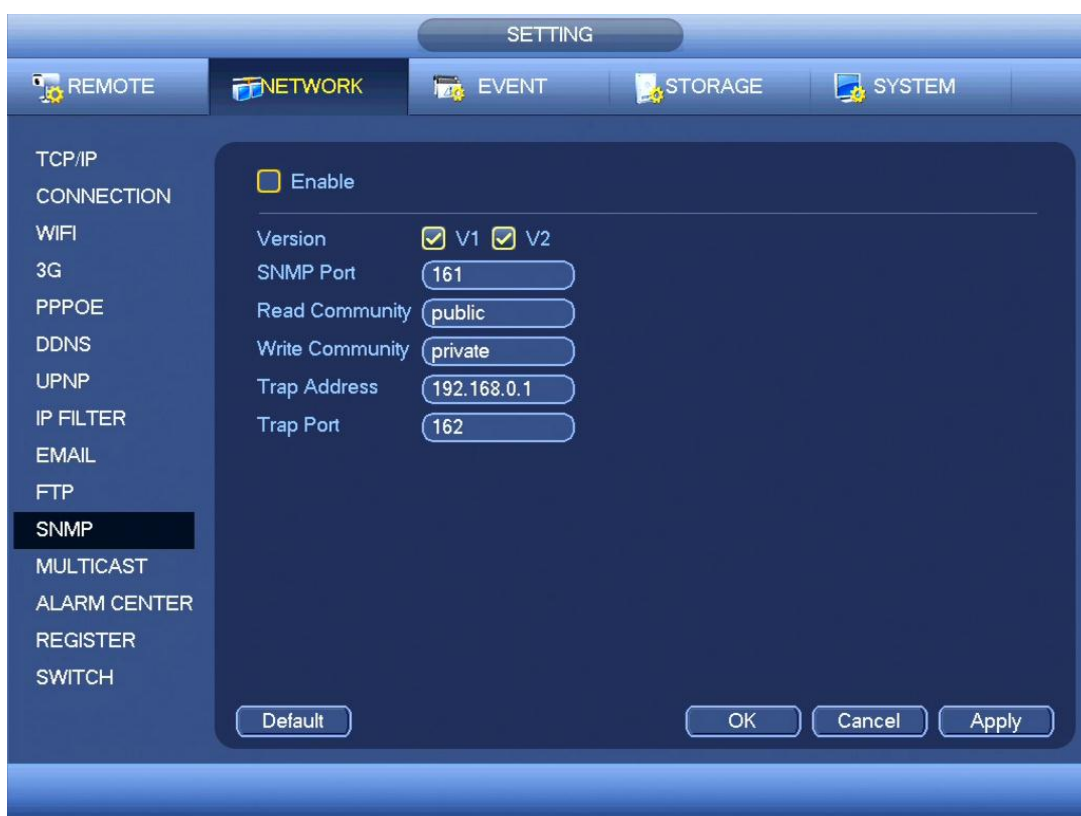 SETTING
REMOTE NETWORK EVENT STORAGE SYSTEM
TCP/IP
CONNECTION
WIFI
3G
PPPOE
DDNS
UPNP
IP FILTER
EMAIL
FTP
SNMP
MULTICAST
ALARM CENTER
REGISTER
SWITCH
Enable
Version V1 V2
SNMP Port 161
Read Community public
Write Community private
Trap Address 192.168.0.1
Trap Port 162
Default OK Cancel Apply